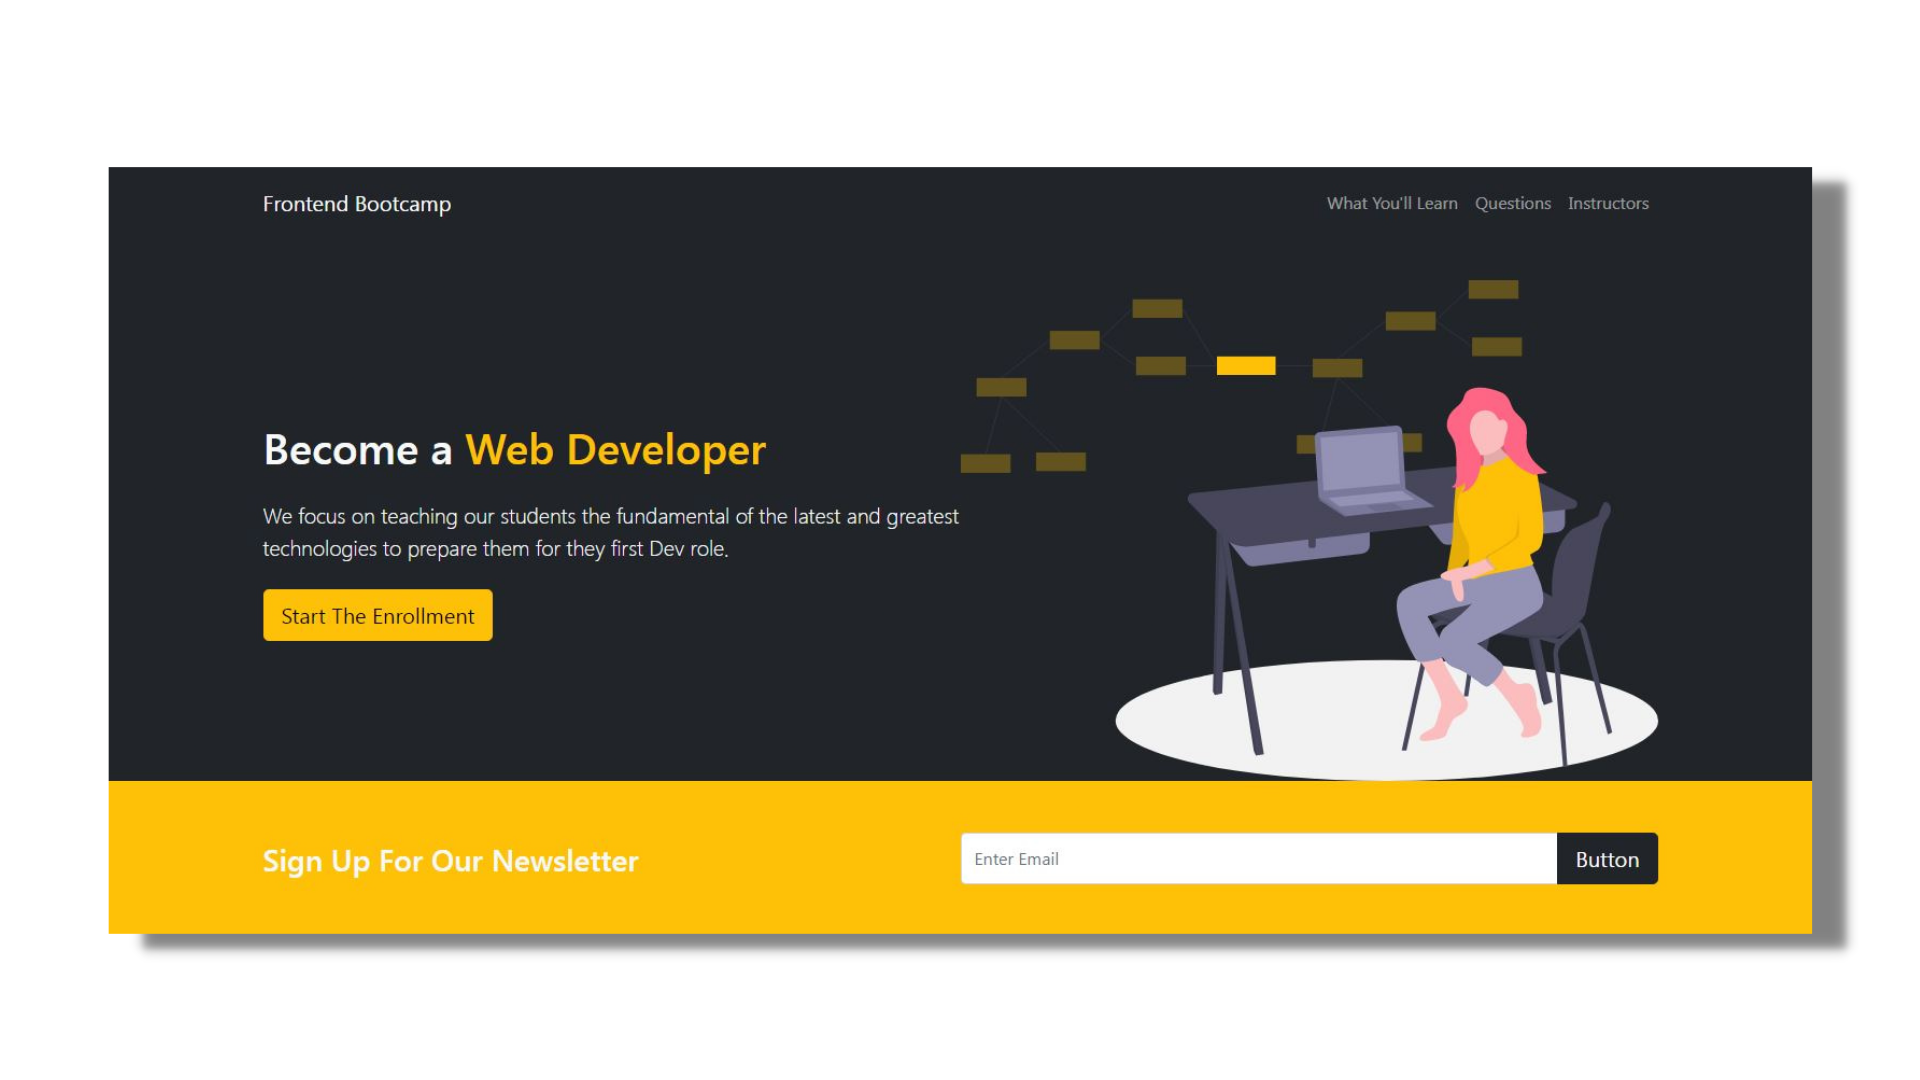 Frontend Bootcamp
What You'll Learn Questions Instructors
Become a Web Developer
We focus on teaching our students the fundamental of the latest and greatest
technologies to prepare them for they first Dev role.
Start The Enrollment
Sign Up For Our Newsletter
Enter Email
Button